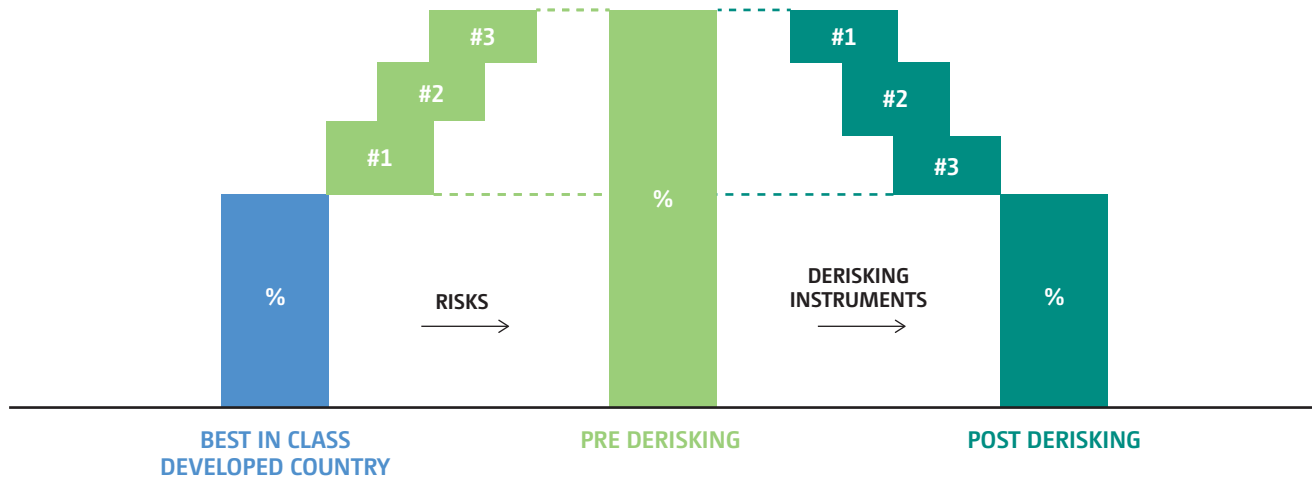 #3
#2
#1
%
RISKS
%
#1
#2
#3
DERISKING
INSTRUMENTS
%
BEST IN CLASS
DEVELOPED COUNTRY
PRE DERISKING
POST DERISKING